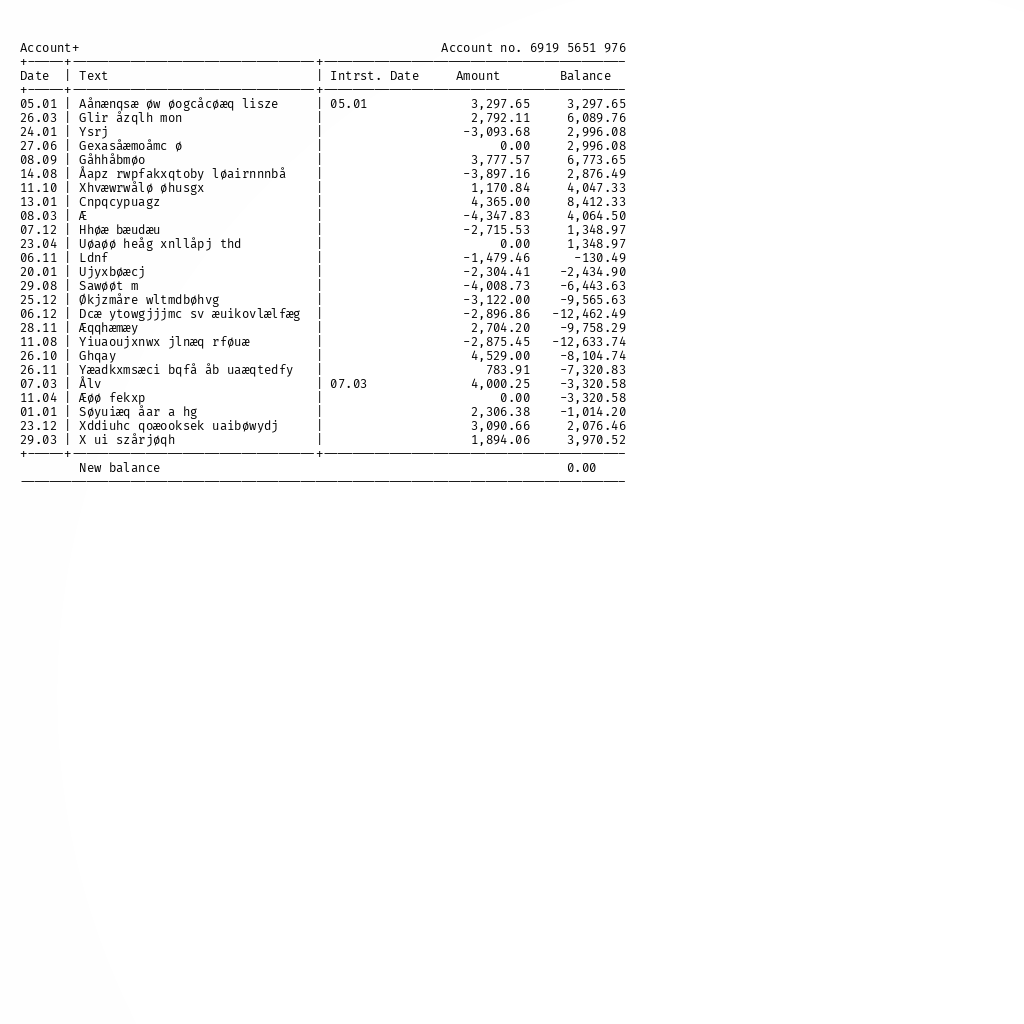 Account+ Account no. 6919 5651 976
Date | Text | Intrst. Date Amount Balance
05.01 | Aånænqsæ øw øogcåcøæq lisze | 05.01 3,297.65 3,297.65
26.03 | Glir åzqlh mon | 2,792.11 6,089.76
24.01 | Ysrj | -3,093.68 2,996.08
27.06 | Gexasåæmoåmc ø | 0.00 2,996.08
08.09 | Gåhhåbmøo | 3,777.57 6,773.65
14.08 | Åapz rwpfakxqtoby løairnnnbå | -3,897.16 2,876.49
11.10 | Xhvæwrwålø øhusgx | 1,170.84 4,047.33
13.01 | Cnpqcypuagz | 4,365.00 8,412.33
08.03 | Æ | -4,347.83 4,064.50
07.12 | Hhøæ bæudæu | -2,715.53 1,348.97
23.04 | Uøaøø heåg xnllåpj thd | 0.00 1,348.97
06.11 | Ldnf | -1,479.46 -130.49
20.01 | Ujyxbøæcj | -2,304.41 -2,434.90
29.08 | Sawøøt m | -4,008.73 -6,443.63
25.12 | Økjzmåre wltmdbøhvg | -3,122.00 -9,565.63
06.12 | Dcæ ytowgjjjmc sv æuikovlælfæg | -2,896.86 -12,462.49
28.11 | Æqqhæmæy | 2,704.20 -9,758.29
11.08 | Yiuaoujxnwx jlnæq rføuæ | -2,875.45 -12,633.74
26.10 | Ghqay | 4,529.00 -8,104.74
26.11 | Yæadkxmsæci bqfå åb uaæqtedfy | 783.91 -7,320.83
07.03 | Ålv | 07.03 4,000.25 -3,320.58
11.04 | Æøø fekxp | 0.00 -3,320.58
01.01 | Søyuiæq åar a hg | 2,306.38 -1,014.20
23.12 | Xddiuhc qoæooksek uaibøwydj | 3,090.66 2,076.46
29.03 | X ui szårjøqh | 1,894.06 3,970.52
New balance 0.00